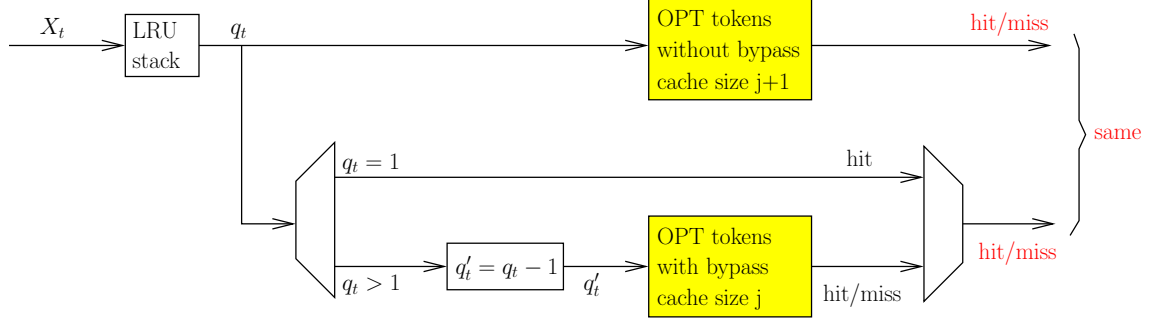 X_t
LRU
stack
q_t
OPT tokens
without bypass
cache size j+1
hit/miss
same
q_t = 1
hit
q_t > 1
q'_t = q_t − 1
q'_t
OPT tokens
with bypass
cache size j
hit/miss
hit/miss